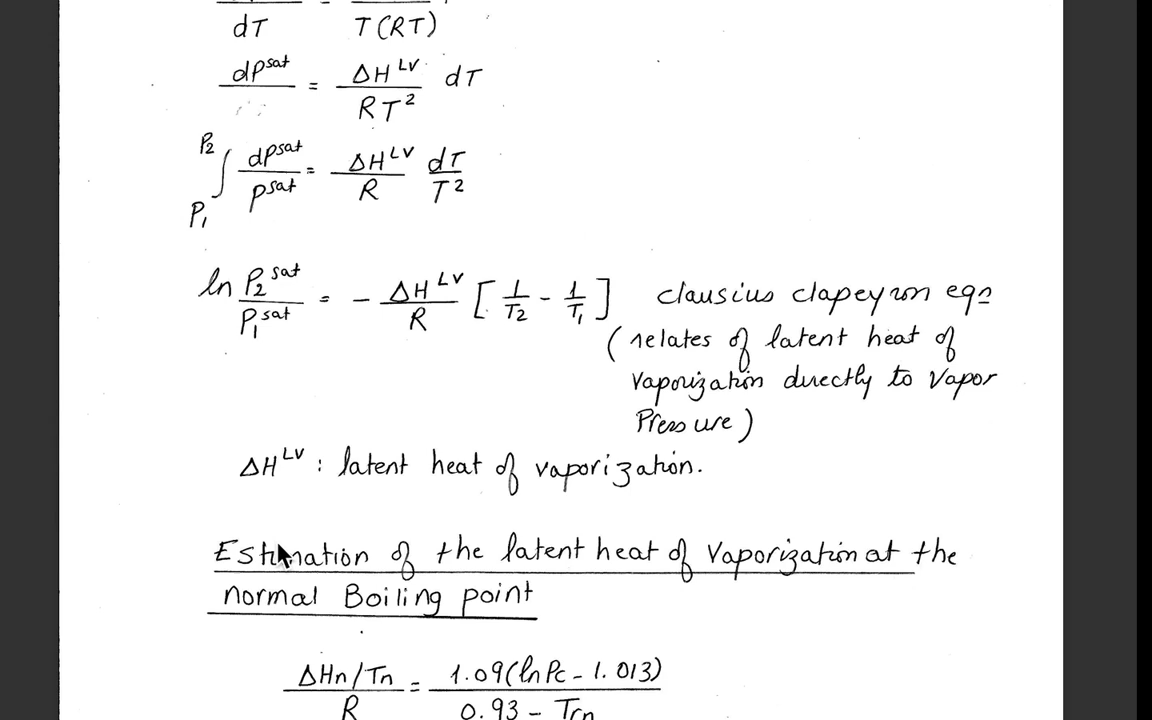 dT T(RT)
dP^sat = ΔH^LV dT
RT²
P2
∫ dP^sat = ΔH^LV dT
P^sat R T²
P1
ln P2^sat = - ΔH^LV [ 1 - 1 ] clausius clapeyron eqn
P1^sat R T2 T1
( relates of latent heat of
vaporization directly to vapor
Pressure )
ΔH^LV : latent heat of vaporization.
Estimation of the latent heat of vaporization at the
normal Boiling point
ΔHn/Tn = 1.09(ln Pc - 1.013)
R 0.93 - Trn